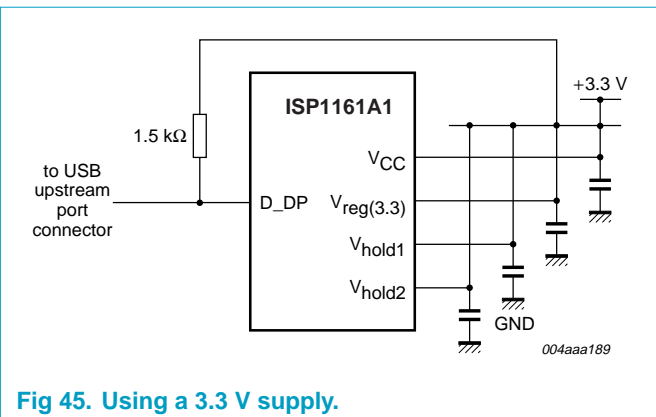 ISP1161A1
+3.3 V
1.5 kΩ
to USB
upstream
port
connector
D_DP
VCC
Vreg(3.3)
Vhold1
Vhold2
GND
004aaa189
Fig 45. Using a 3.3 V supply.